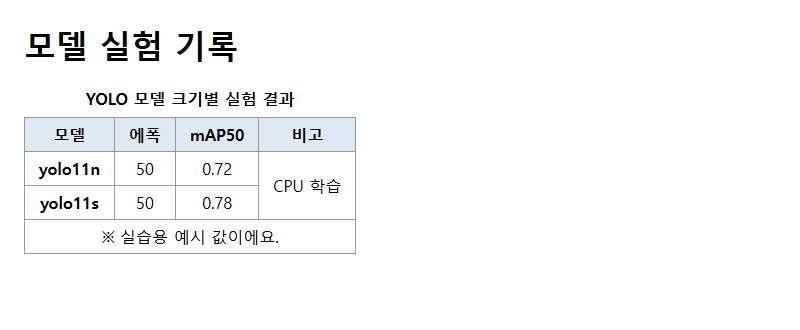 모델 실험 기록
YOLO 모델 크기별 실험 결과
모델 에폭 mAP50 비고
yolo11n 50 0.72 CPU 학습
yolo11s 50 0.78
※ 실습용 예시 값이에요.